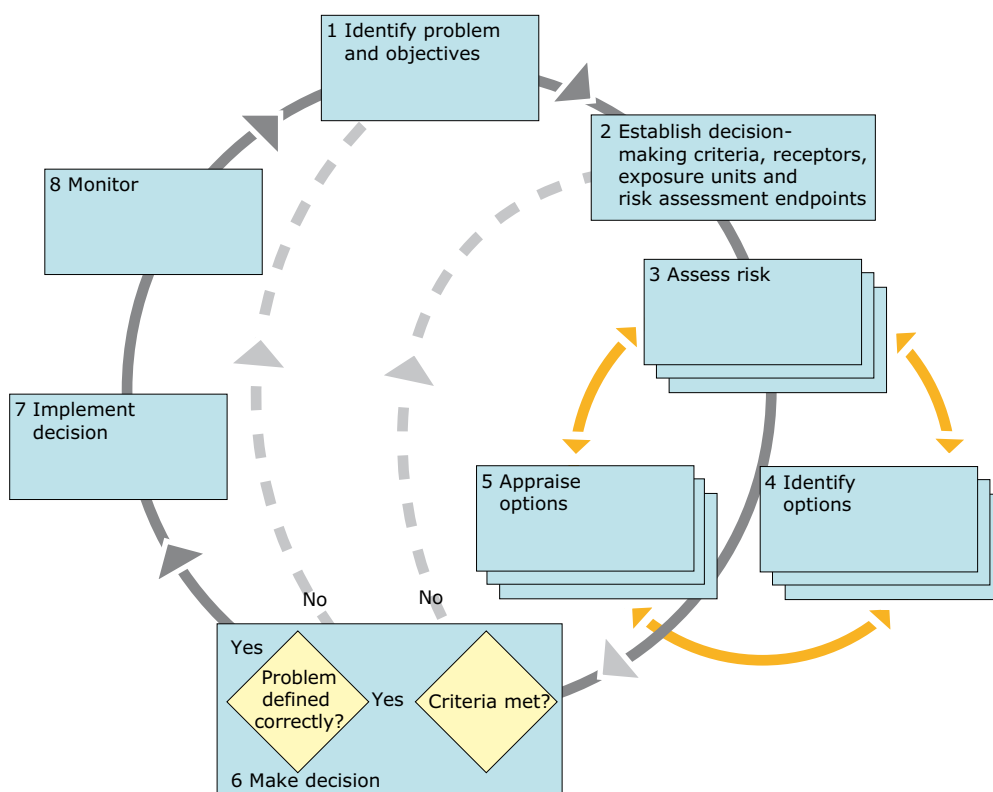 1 Identify problem
and objectives
2 Establish decision-
making criteria, receptors,
exposure units and
risk assessment endpoints
3 Assess risk
4 Identify
options
5 Appraise
options
6 Make decision
Criteria met?
Yes
No
Problem
defined
correctly?
Yes
No
7 Implement
decision
8 Monitor